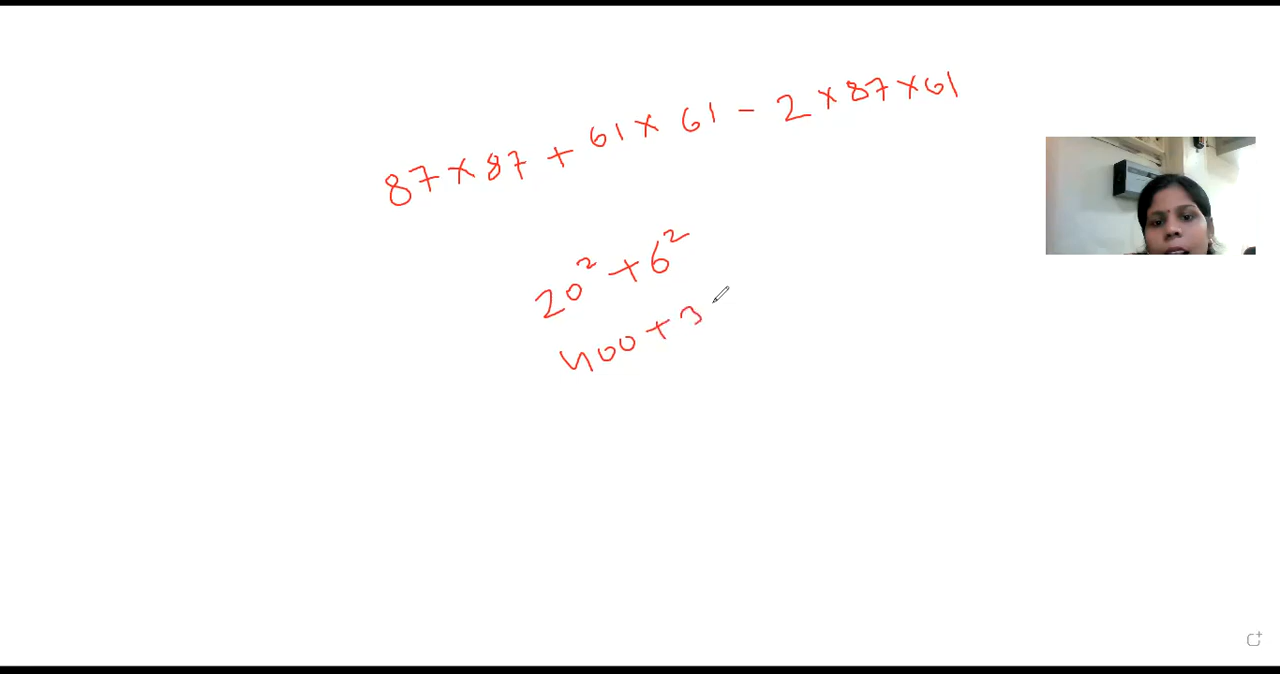 87 × 87 + 61 × 61 - 2 × 87 × 61
20² + 6²
400 + 3